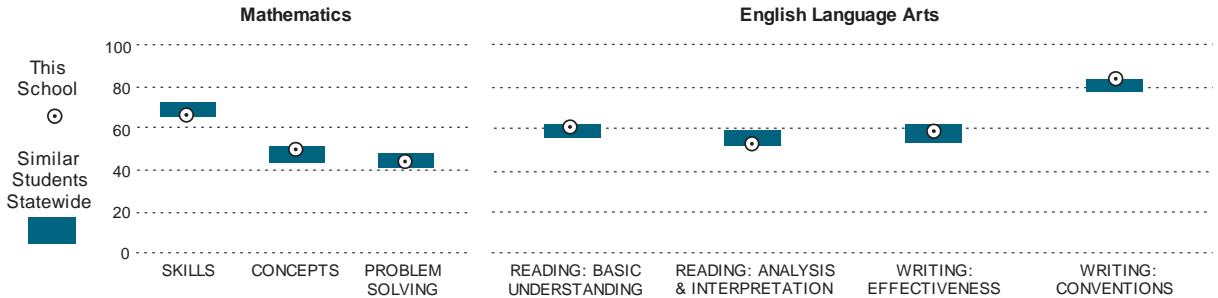 Mathematics
English Language Arts
This
School
Similar
Students
Statewide
100
80
60
40
20
0
SKILLS
CONCEPTS
PROBLEM
SOLVING
READING: BASIC
UNDERSTANDING
READING: ANALYSIS
& INTERPRETATION
WRITING:
EFFECTIVENESS
WRITING:
CONVENTIONS